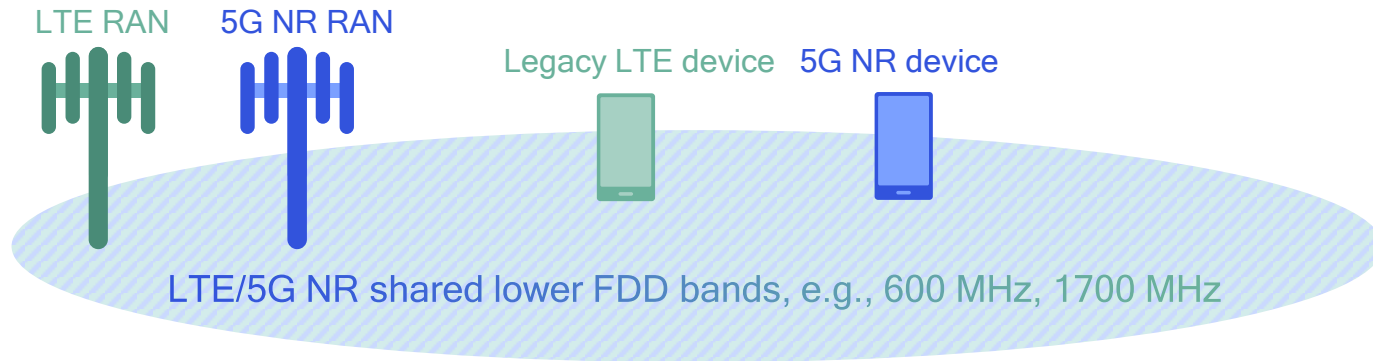 LTE RAN
5G NR RAN
Legacy LTE device
5G NR device
LTE/5G NR shared lower FDD bands, e.g., 600 MHz, 1700 MHz